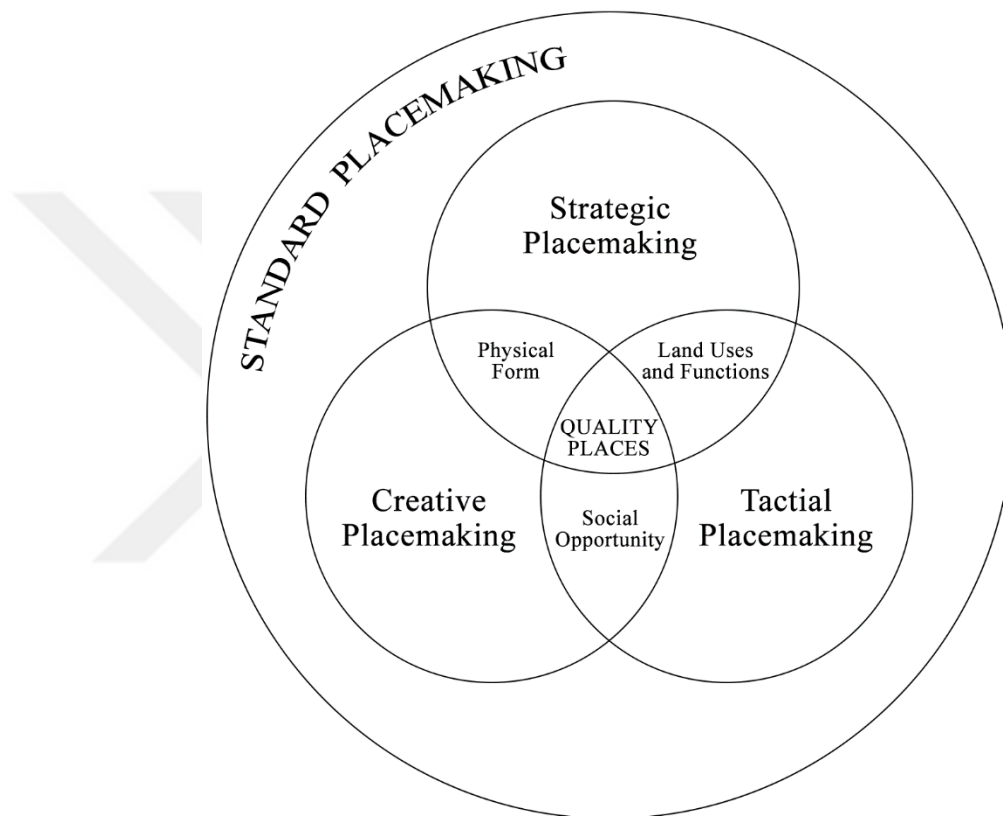 STANDARD PLACEMAKING
Strategic
Placemaking
Physical
Form
Land Uses
and Functions
QUALITY
PLACES
Creative
Placemaking
Social
Opportunity
Tactial
Placemaking